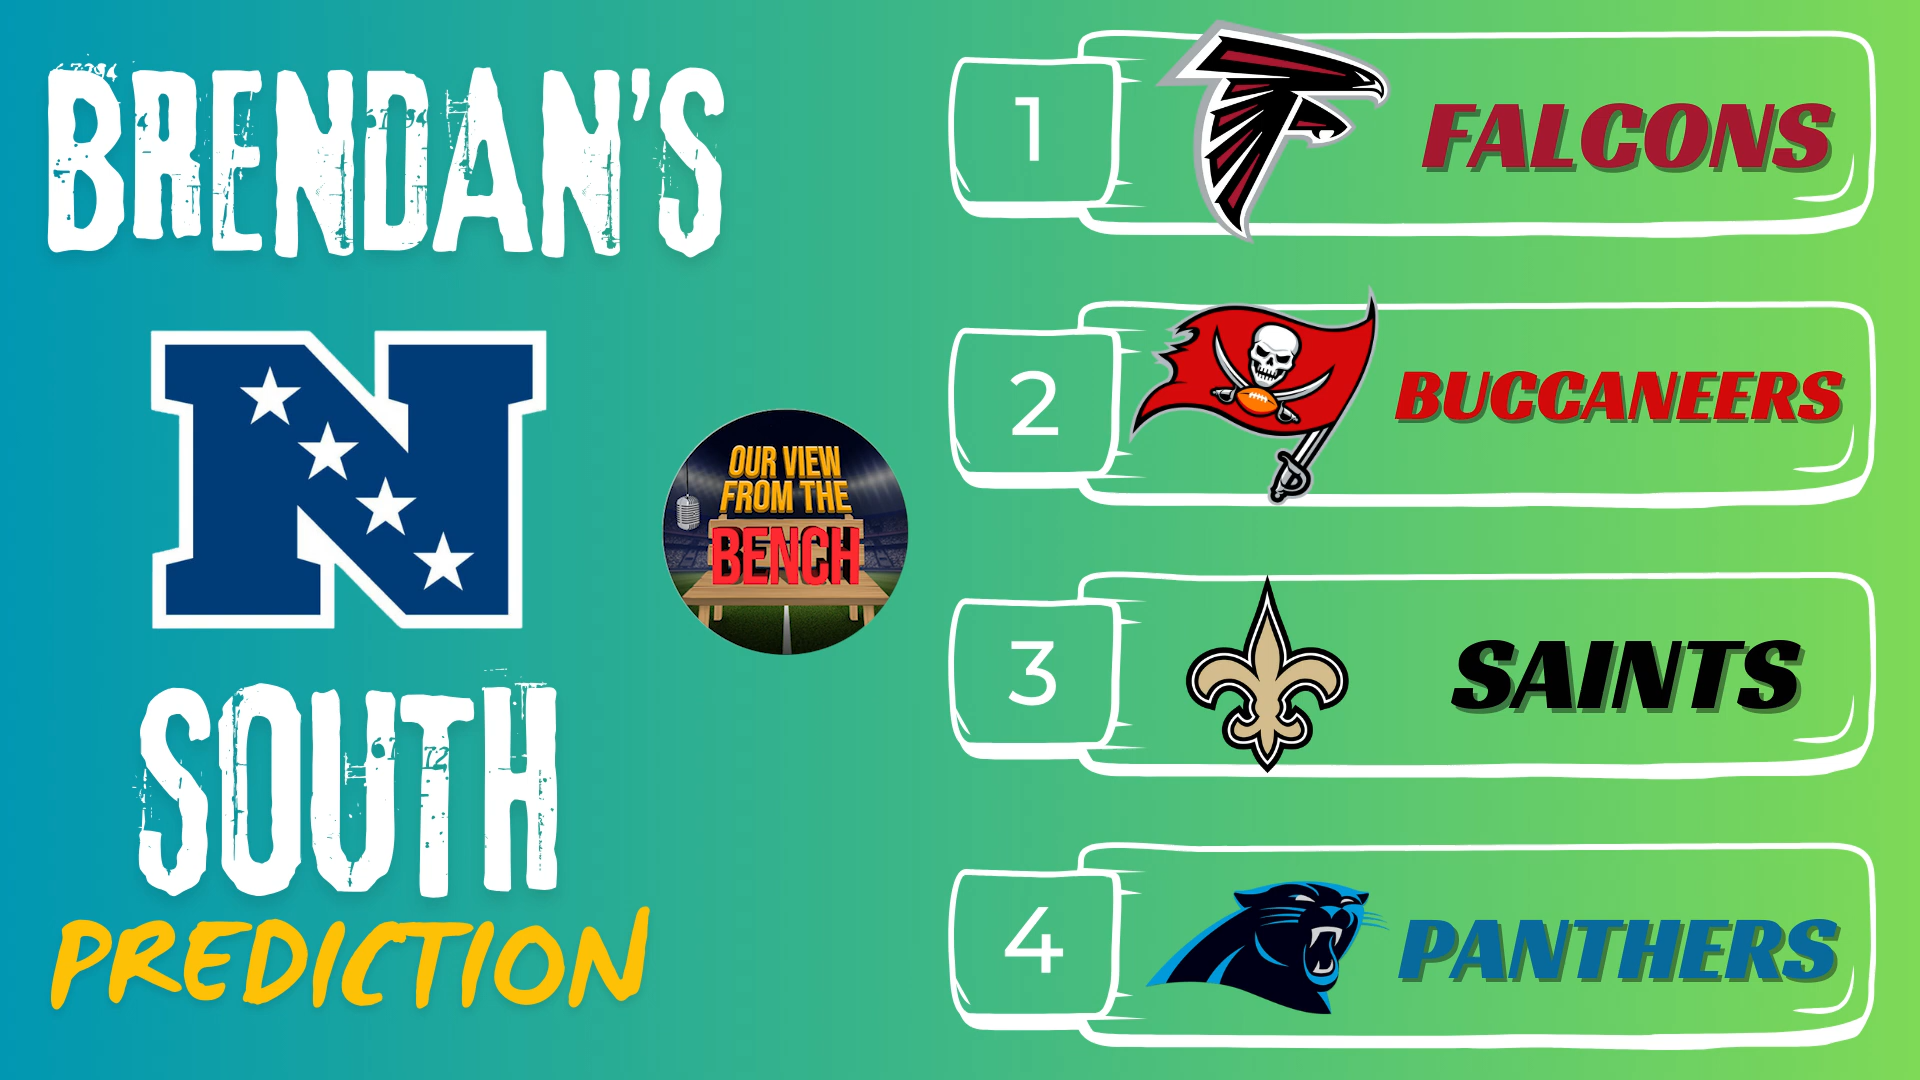 BRENDAN'S
SOUTH
PREDICTION
OUR VIEW
FROM THE
BENCH
1
FALCONS
2
BUCCANEERS
3
SAINTS
4
PANTHERS